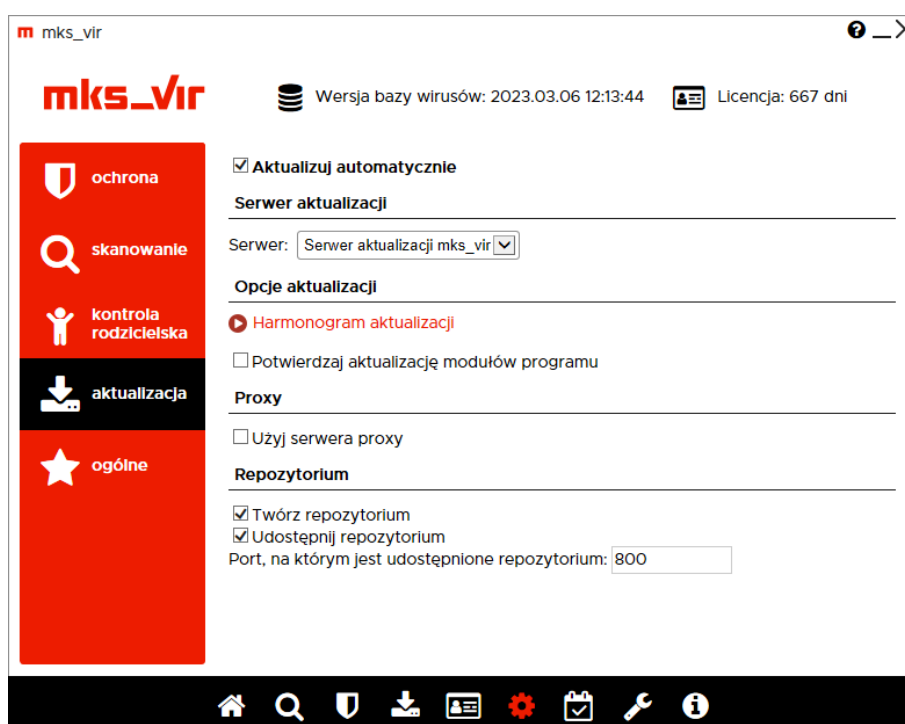 m mks_vir
mks_vır
Wersja bazy wirusów: 2023.03.06 12:13:44
Licencja: 667 dni
ochrona
skanowanie
kontrola
rodzicielska
aktualizacja
ogólne
Aktualizuj automatycznie
Serwer aktualizacji
Serwer: Serwer aktualizacji mks_vir
Opcje aktualizacji
Harmonogram aktualizacji
Potwierdzaj aktualizację modułów programu
Proxy
Użyj serwera proxy
Repozytorium
Twórz repozytorium
Udostępnij repozytorium
Port, na którym jest udostępnione repozytorium: 800